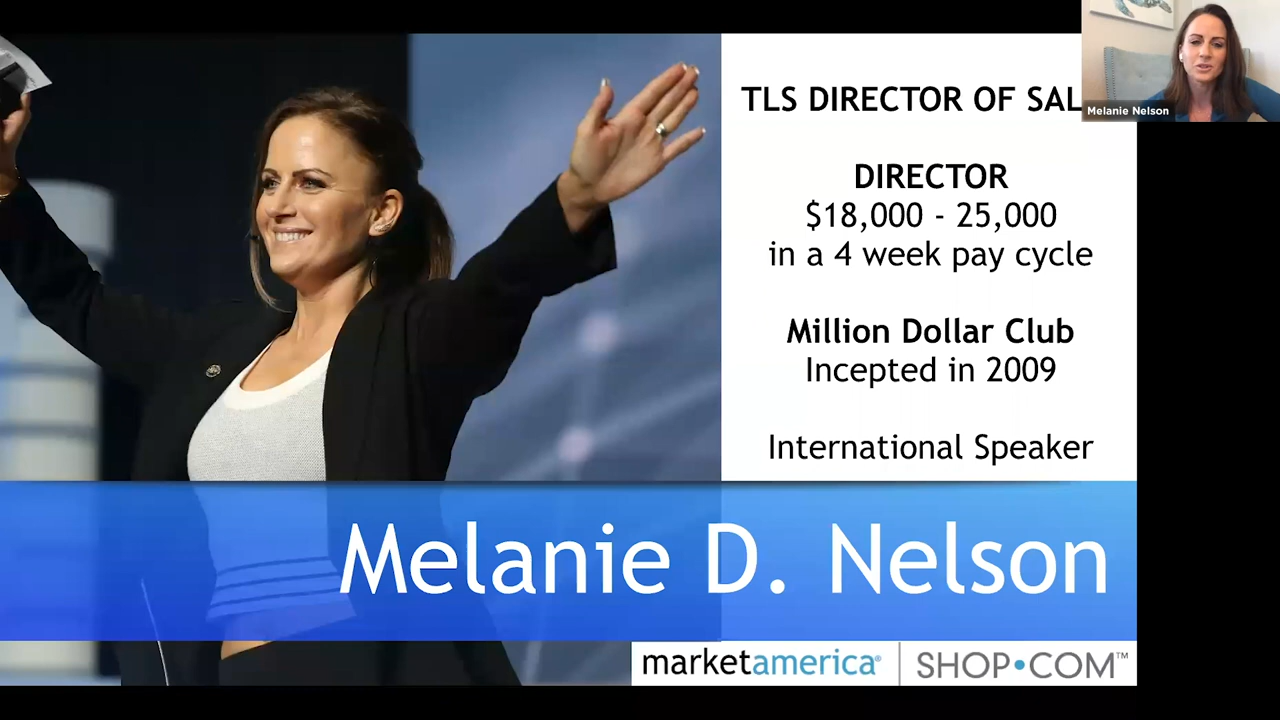 TLS DIRECTOR OF SAL
Melanie Nelson
DIRECTOR
$18,000 - 25,000
in a 4 week pay cycle
Million Dollar Club
Incepted in 2009
International Speaker
Melanie D. Nelson
marketamerica® | SHOP•COM™